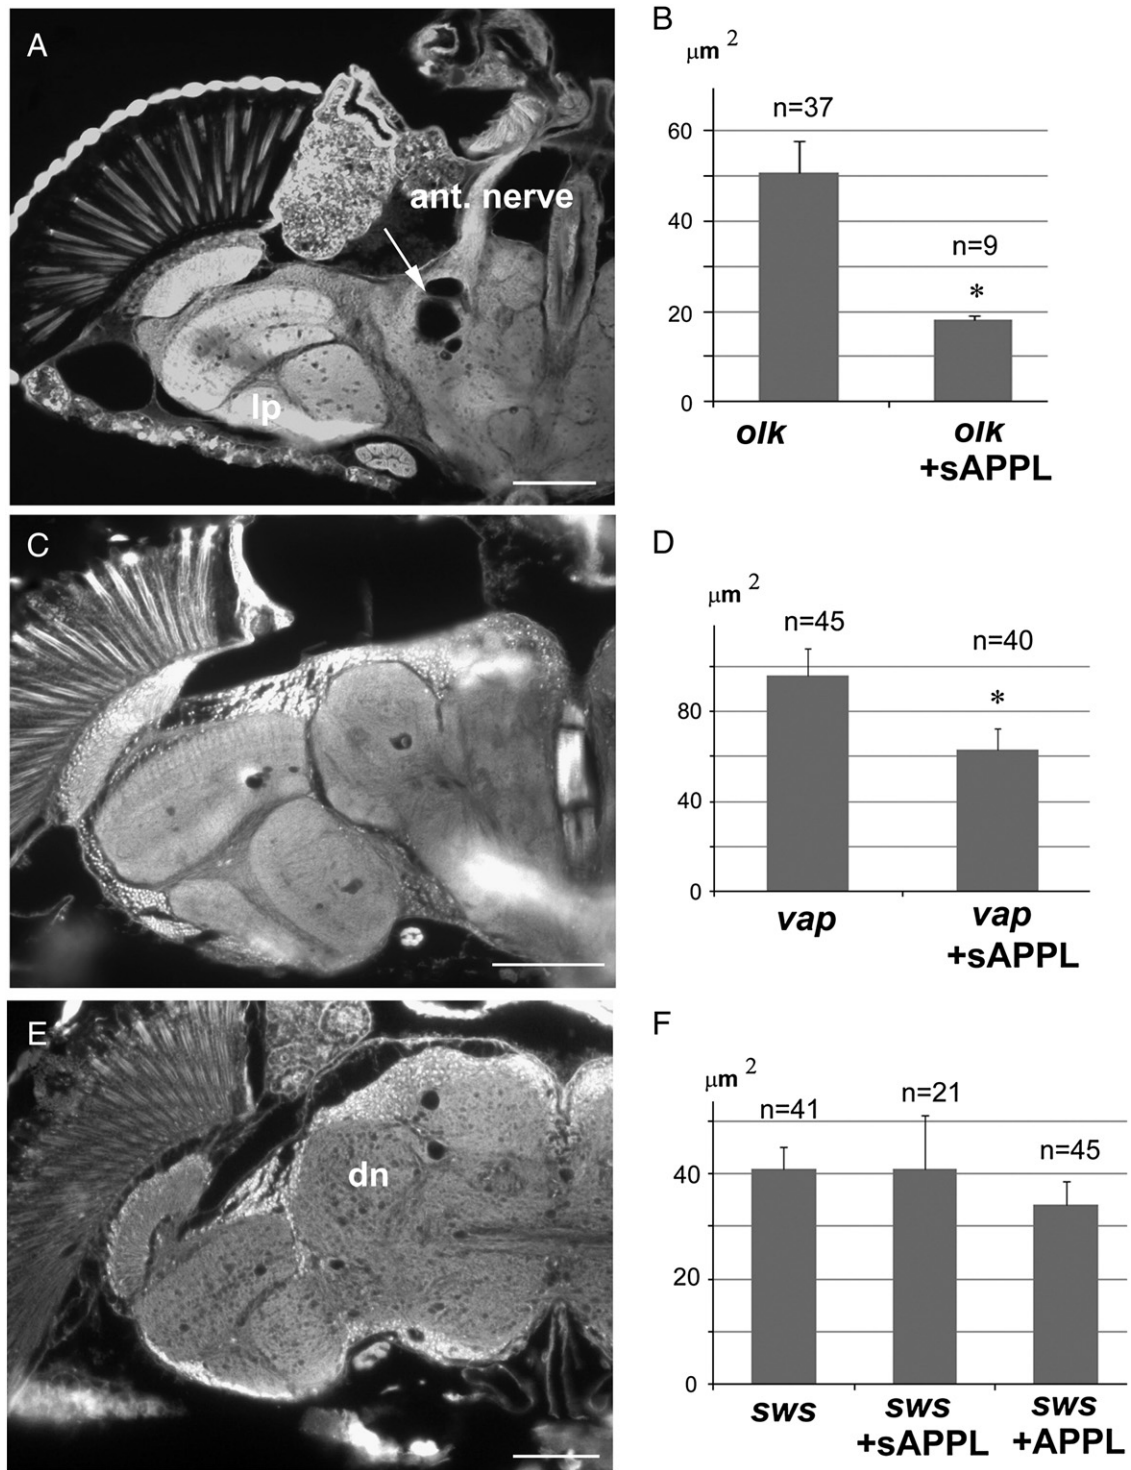 A
ant. nerve
lp
B
μm 2
n=37
60
40
n=9
*
20
0
olk
olk
+sAPPL
C
D
μm 2
n=45
n=40
*
80
40
0
vap
vap
+sAPPL
E
dn
F
μm 2
n=41
n=21
n=45
40
20
0
sws
sws
+sAPPL
sws
+APPL